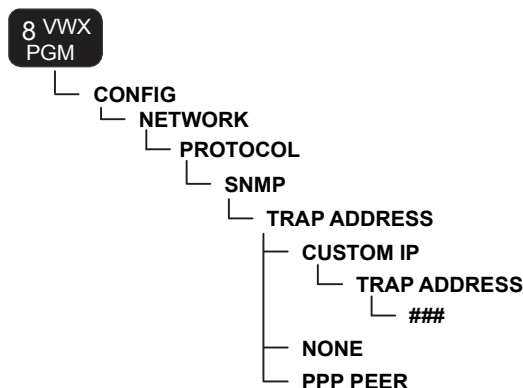 8 VWX
PGM
CONFIG
NETWORK
PROTOCOL
SNMP
TRAP ADDRESS
CUSTOM IP
TRAP ADDRESS
###
NONE
PPP PEER